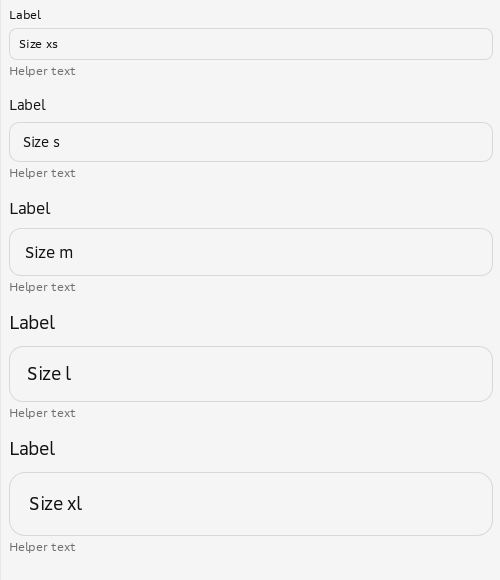 Label
Size xs
Helper text
Label
Size s
Helper text
Label
Size m
Helper text
Label
Size l
Helper text
Label
Size xl
Helper text